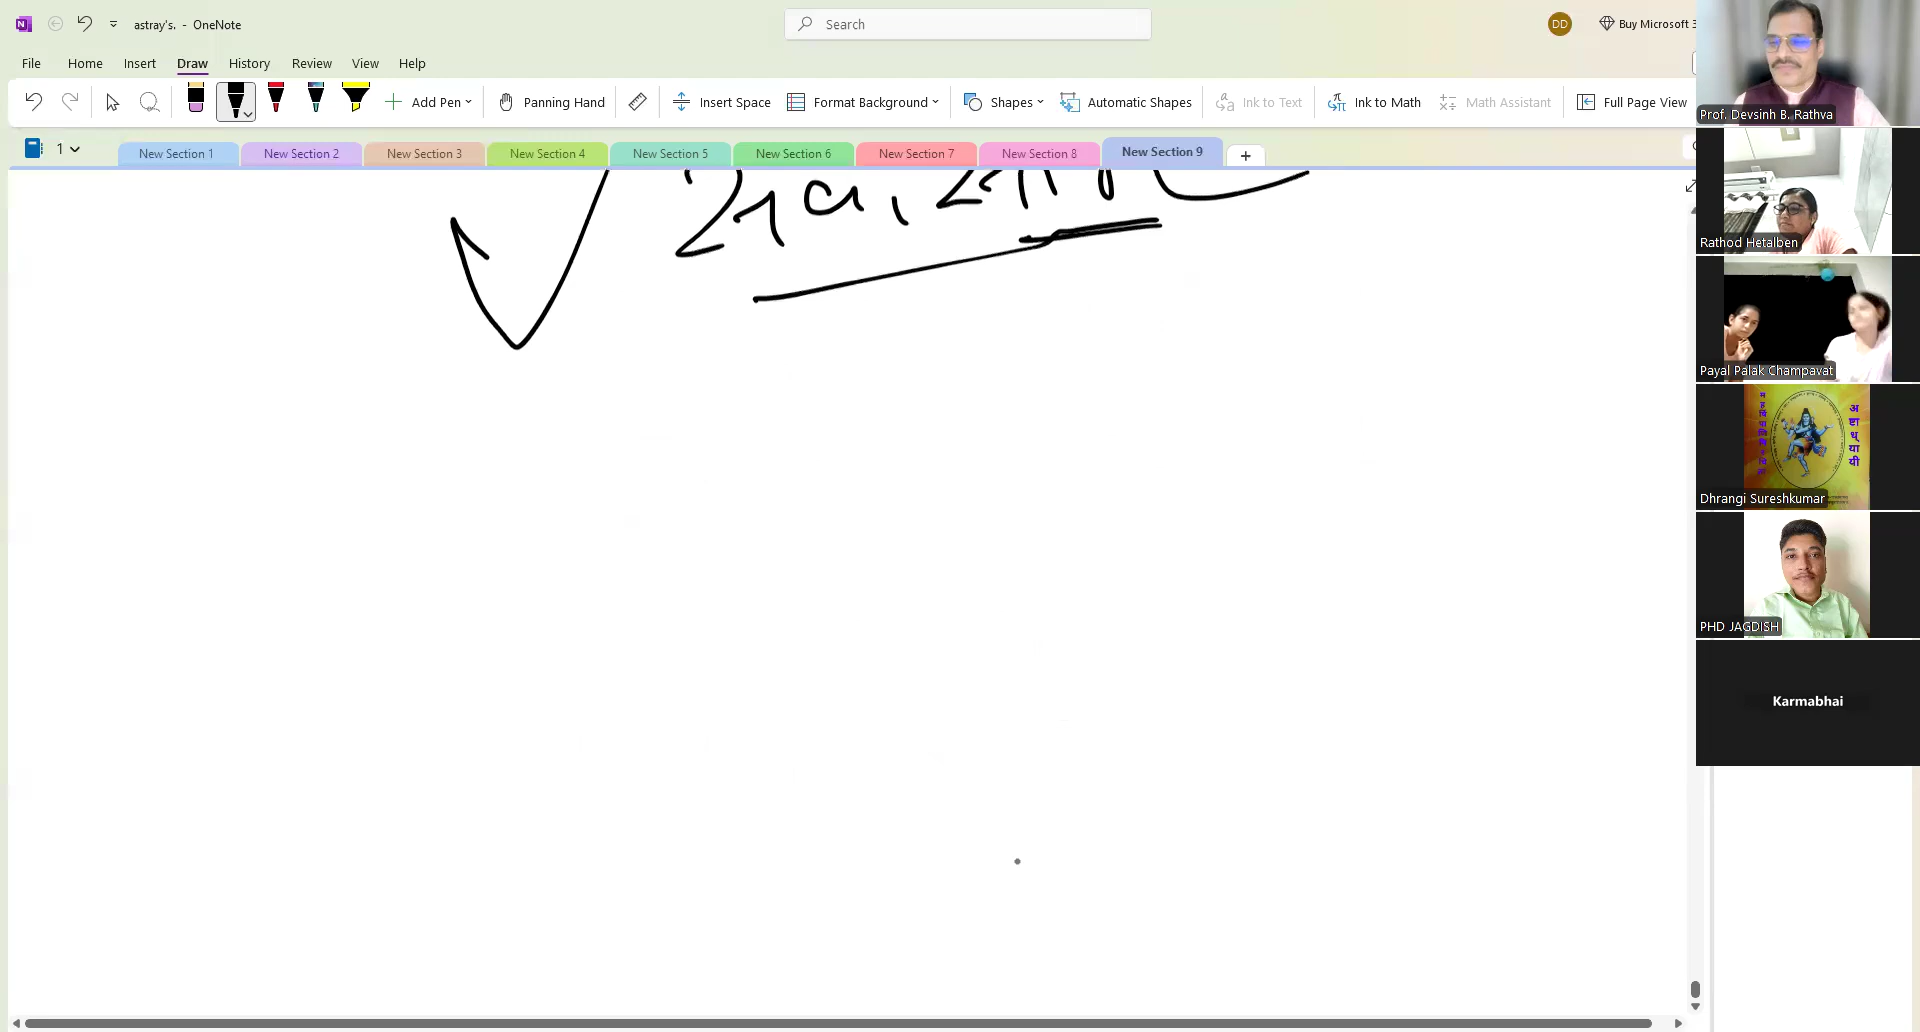 astray's. - OneNote
Search
DD
Buy Microsoft 3
File Home Insert Draw History Review View Help
Add Pen Panning Hand Insert Space Format Background Shapes Automatic Shapes Ink to Text Ink to Math Math Assistant Full Page View
1 New Section 1 New Section 2 New Section 3 New Section 4 New Section 5 New Section 6 New Section 7 New Section 8 New Section 9 +
Prof. Devsinh B. Rathva
Rathod Hetalben
Payal Palak Champavat
अष्टाध्यायी
Dhrangi Sureshkumar
PHD JAGDISH
Karmabhai